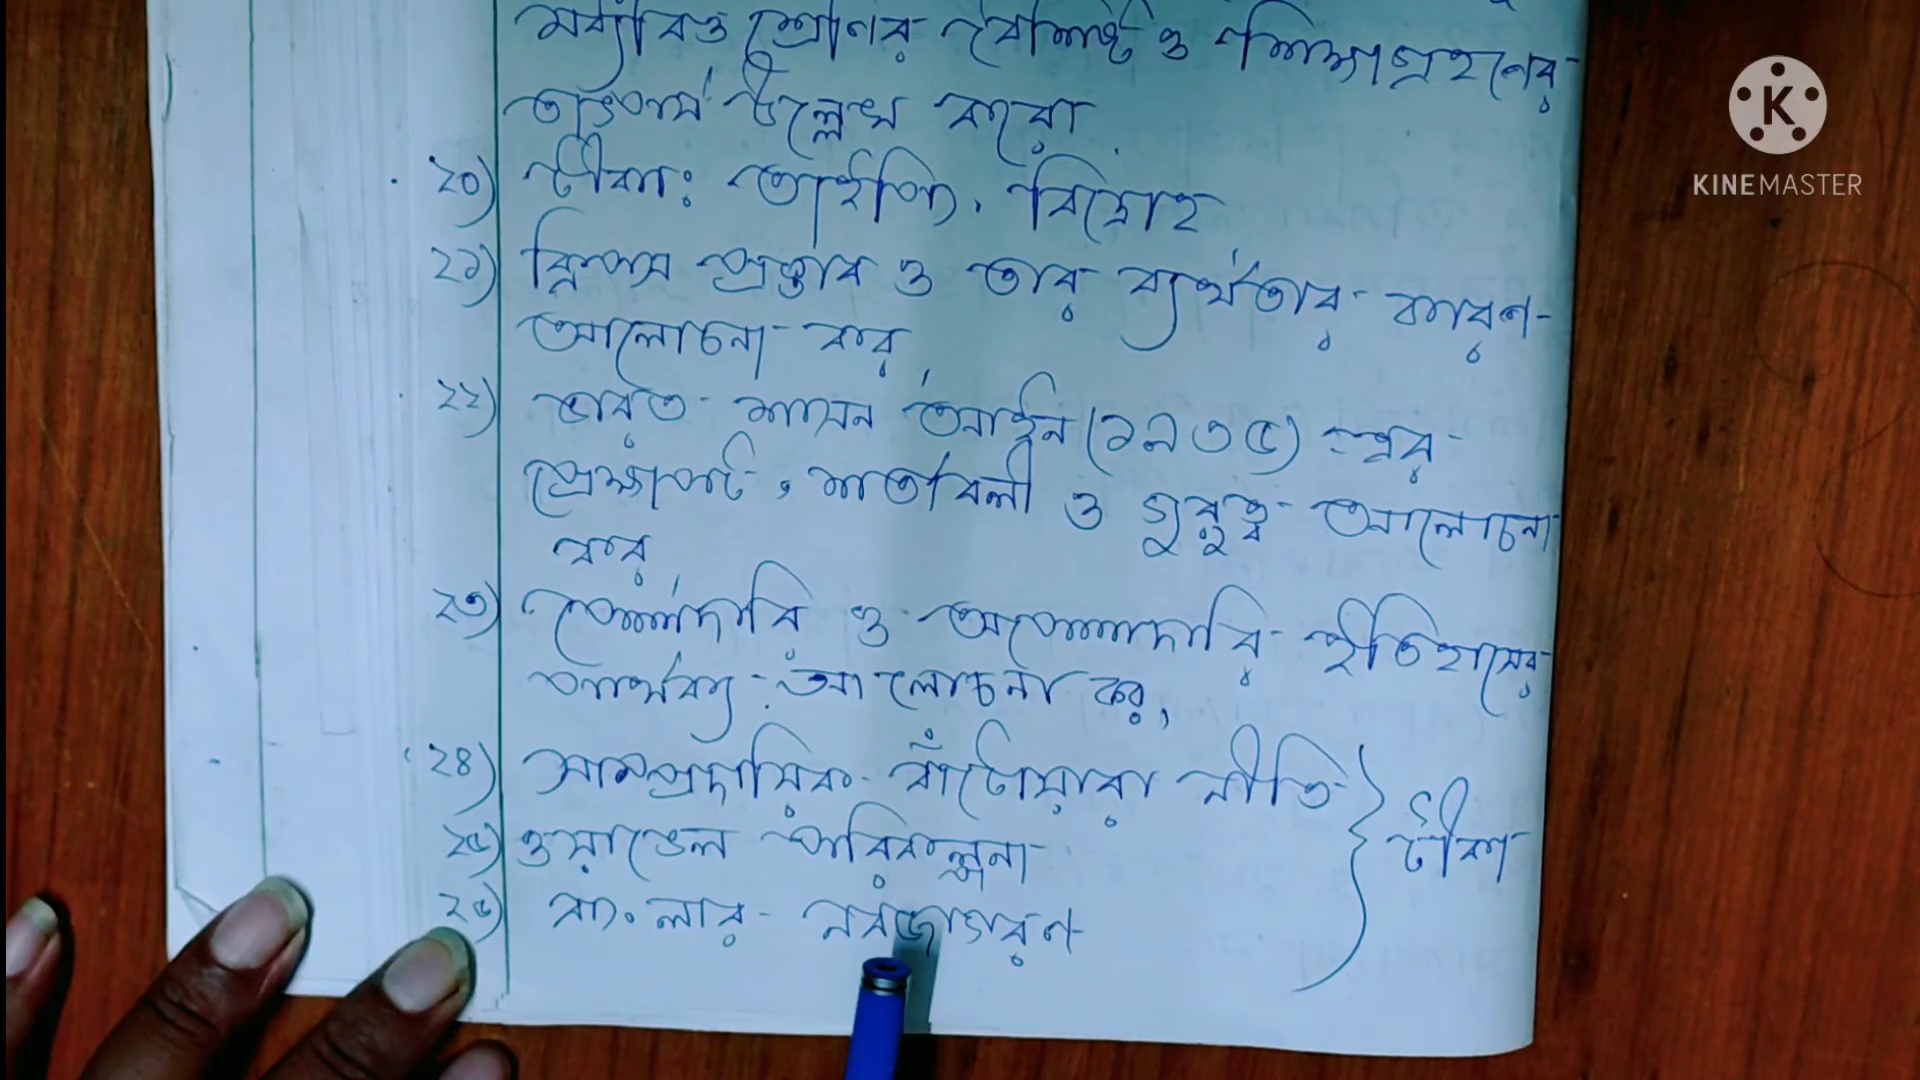 মধ্যবিত্ত শ্রেণির বৈশিষ্ট ও শিক্ষাগ্রহণের
তাৎপর্য উল্লেখ করো
২০) টীকা: তাইপিং বিদ্রোহ
২১) ক্রিপস প্রস্তাব ও তার ব্যর্থতার কারণ
আলোচনা কর
২২) ভারত শাসন আইন (১৯৩৫) এর
প্রেক্ষাপট, শর্তাবলী ও গুরুত্ব আলোচনা
কর
২৩) পেশাদারি ও অপেশাদারি ইতিহাসের
পার্থক্য আলোচনা কর,
২৪) সাম্প্রদায়িক বাঁটোয়ারা নীতি
২৫) ওয়াভেল পরিকল্পনা
টীকা
২৬) বাংলার নবজাগরণ
K
KINEMASTER